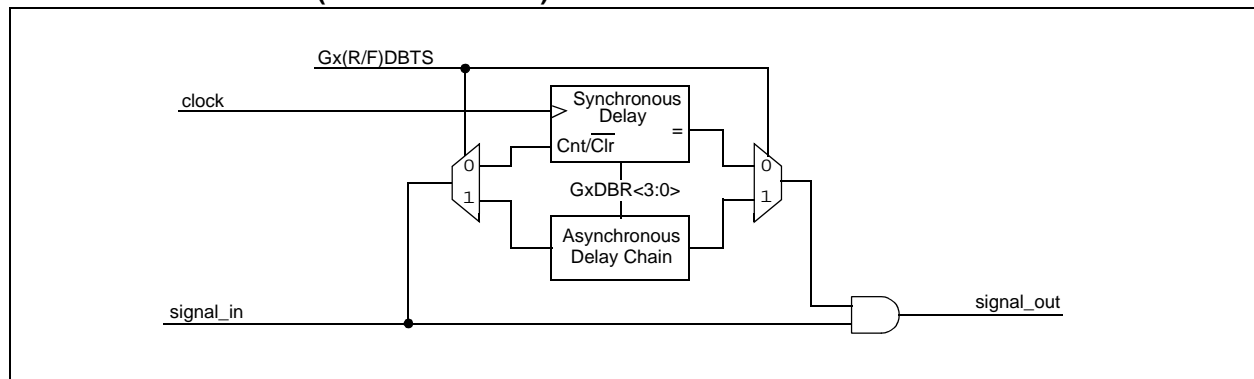 Gx(R/F)DBTS
clock
Synchronous
Delay
=
Cnt/Clr
0
1
0
1
GxDBR<3:0>
Asynchronous
Delay Chain
signal_in
signal_out